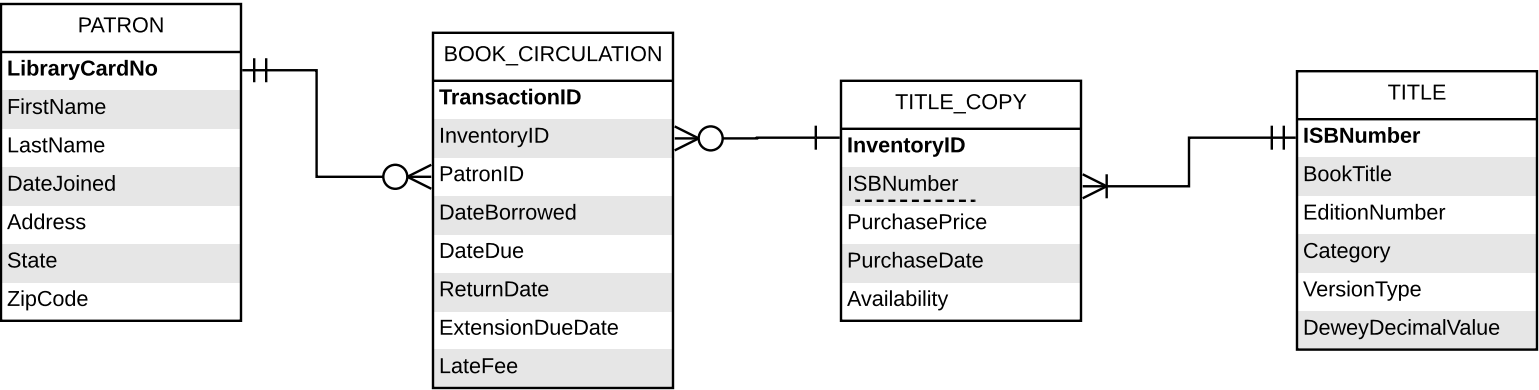 PATRON
LibraryCardNo
FirstName
LastName
DateJoined
Address
State
ZipCode
BOOK_CIRCULATION
TransactionID
InventoryID
PatronID
DateBorrowed
DateDue
ReturnDate
ExtensionDueDate
LateFee
TITLE_COPY
InventoryID
ISBNumber
PurchasePrice
PurchaseDate
Availability
TITLE
ISBNumber
BookTitle
EditionNumber
Category
VersionType
DeweyDecimalValue